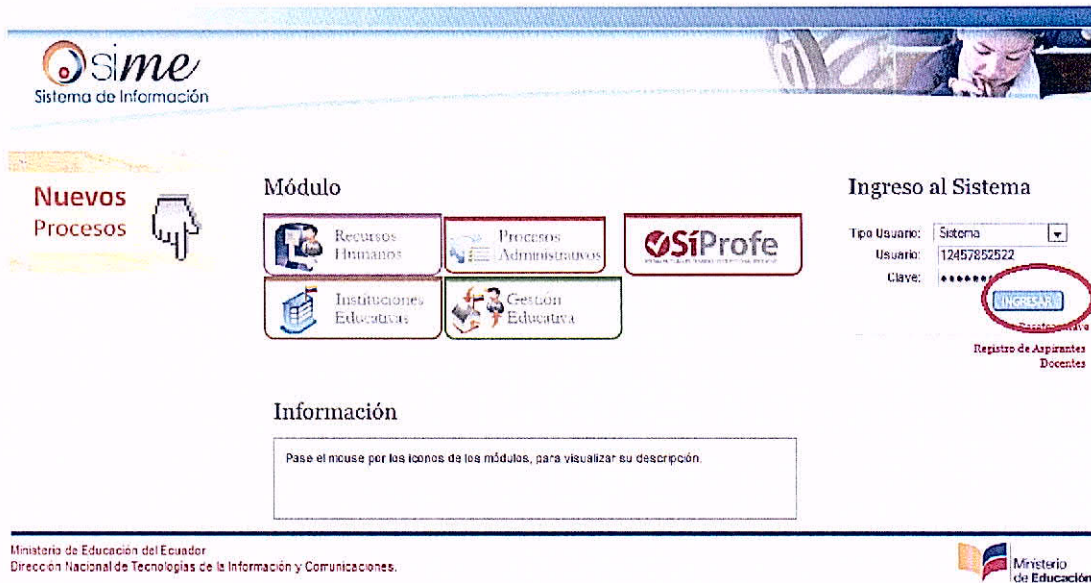 sime
Sistema de Información
Nuevos
Procesos
Módulo
Recursos
Humanos
Procesos
Administrativos
SíProfe
Instituciones
Educativas
Gestión
Educativa
Ingreso al Sistema
Tipo Usuario: Sistema
Usuario: 12457852522
Clave:
INGRESAR
Registro de Aspirantes
Docentes
Información
Pase el mouse por los iconos de los módulos, para visualizar su descripción.
Ministerio de Educación del Ecuador
Dirección Nacional de Tecnologías de la Información y Comunicaciones.
Ministerio
de Educación